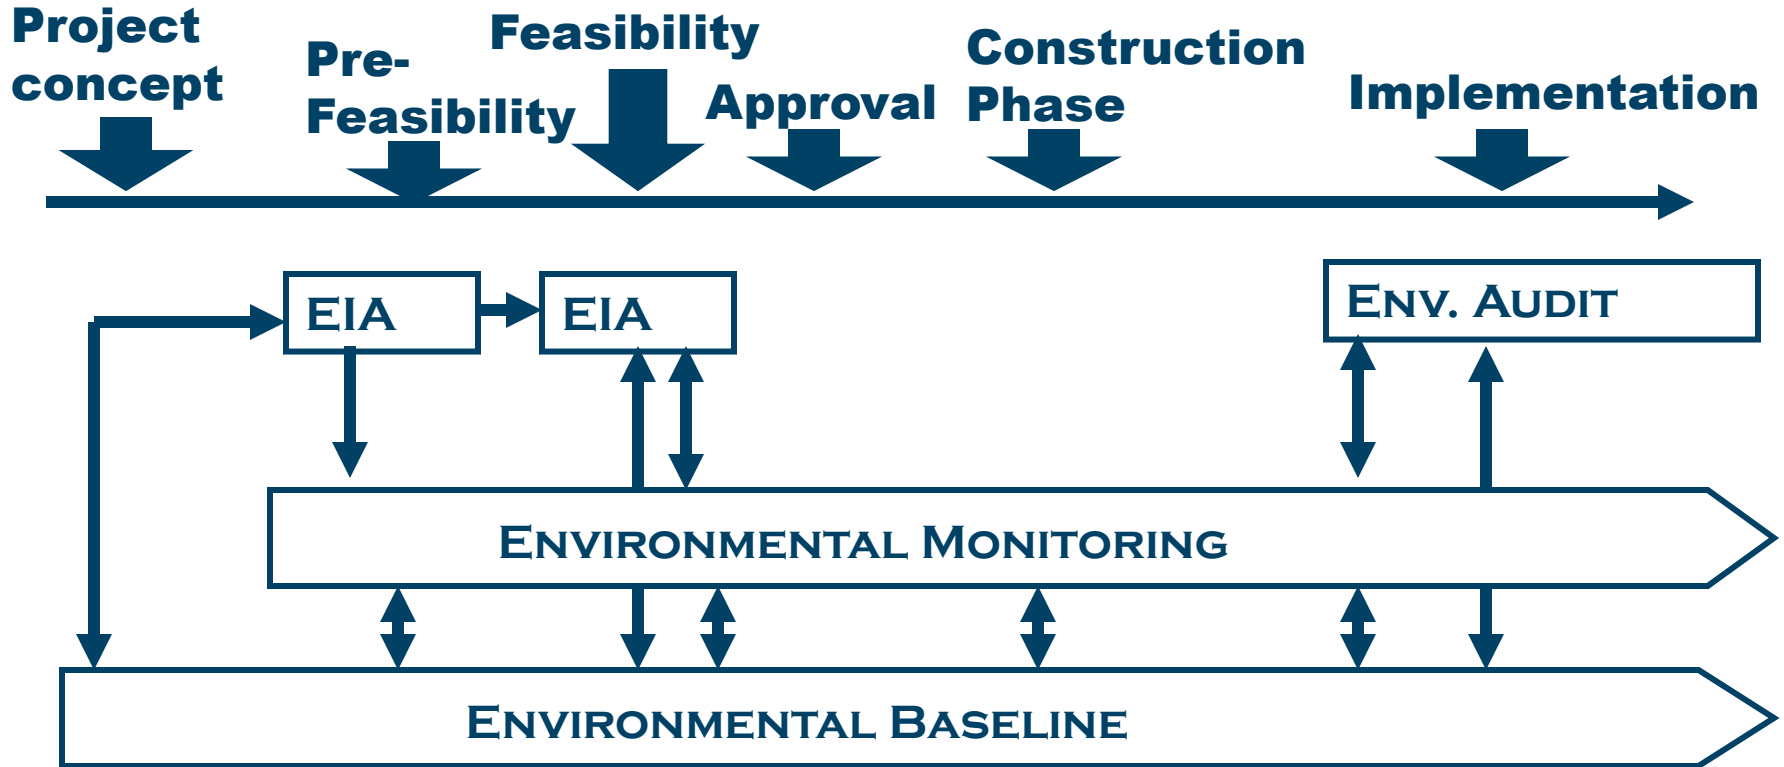 Project
concept
Pre-
Feasibility
Feasibility
Approval
Construction
Phase
Implementation
EIA
EIA
ENV. AUDIT
ENVIRONMENTAL MONITORING
ENVIRONMENTAL BASELINE